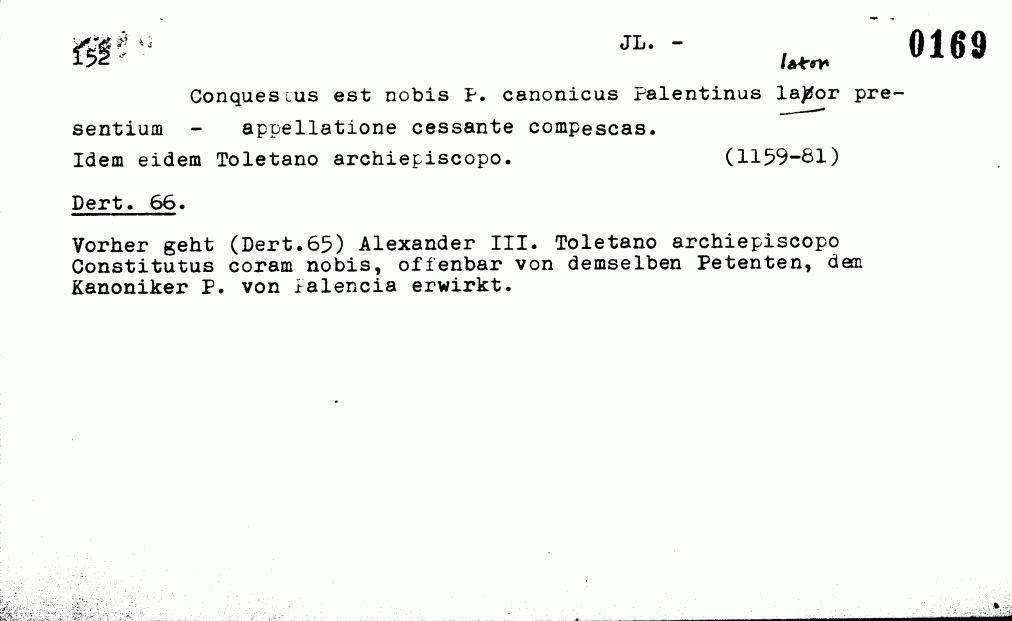 152 JL. - 0169
lator
Conquestus est nobis P. canonicus Palentinus labor pre-
sentium - appellatione cessante compescas.
Idem eidem Toletano archiepiscopo. (1159-81)
Dert. 66.
Vorher geht (Dert.65) Alexander III. Toletano archiepiscopo
Constitutus coram nobis, offenbar von demselben Petenten, dem
Kanoniker P. von Palencia erwirkt.